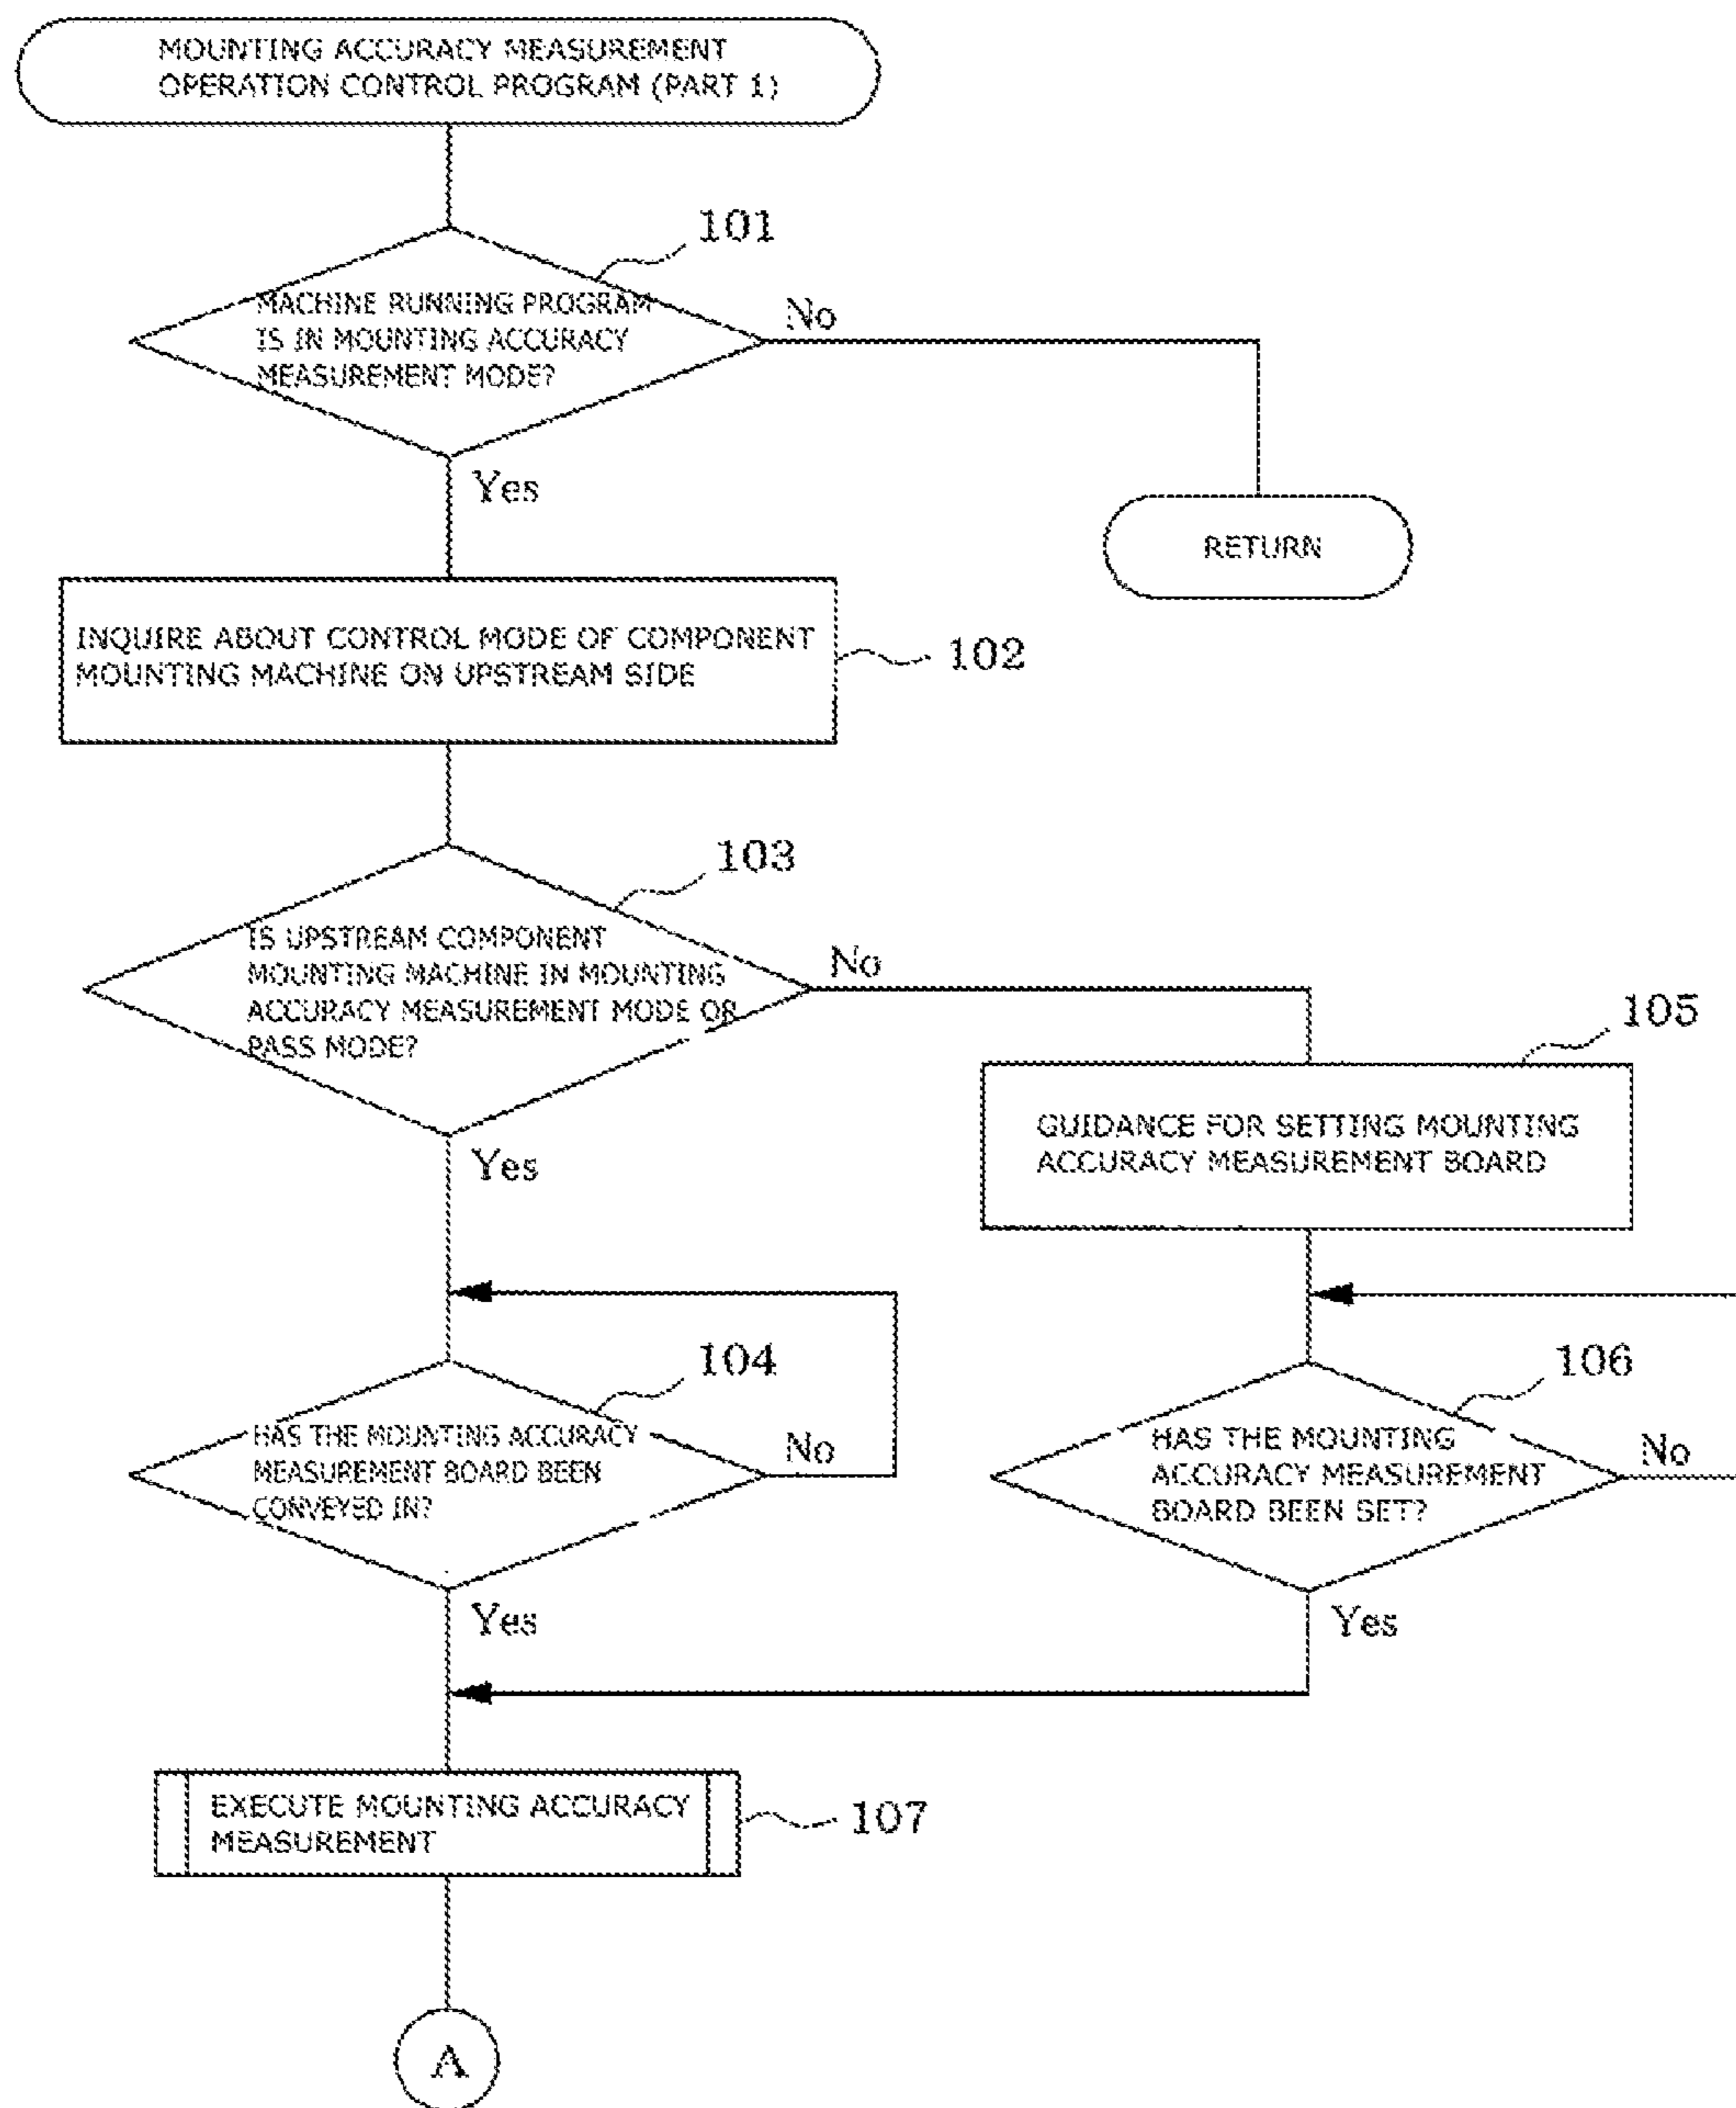 MOUNTING ACCURACY MEASUREMENT
OPERATION CONTROL PROGRAM (PART 1)
101
MACHINE RUNNING PROGRAM
IS IN MOUNTING ACCURACY
MEASUREMENT MODE?
No
Yes
RETURN
INQUIRE ABOUT CONTROL MODE OF COMPONENT
MOUNTING MACHINE ON UPSTREAM SIDE
102
103
IS UPSTREAM COMPONENT
MOUNTING MACHINE IN MOUNTING
ACCURACY MEASUREMENT MODE OR
PASS MODE?
No
Yes
105
GUIDANCE FOR SETTING MOUNTING
ACCURACY MEASUREMENT BOARD
104
HAS THE MOUNTING ACCURACY
MEASUREMENT BOARD BEEN
CONVEYED IN?
No
Yes
106
HAS THE MOUNTING
ACCURACY MEASUREMENT
BOARD BEEN SET?
No
Yes
EXECUTE MOUNTING ACCURACY
MEASUREMENT
107
A